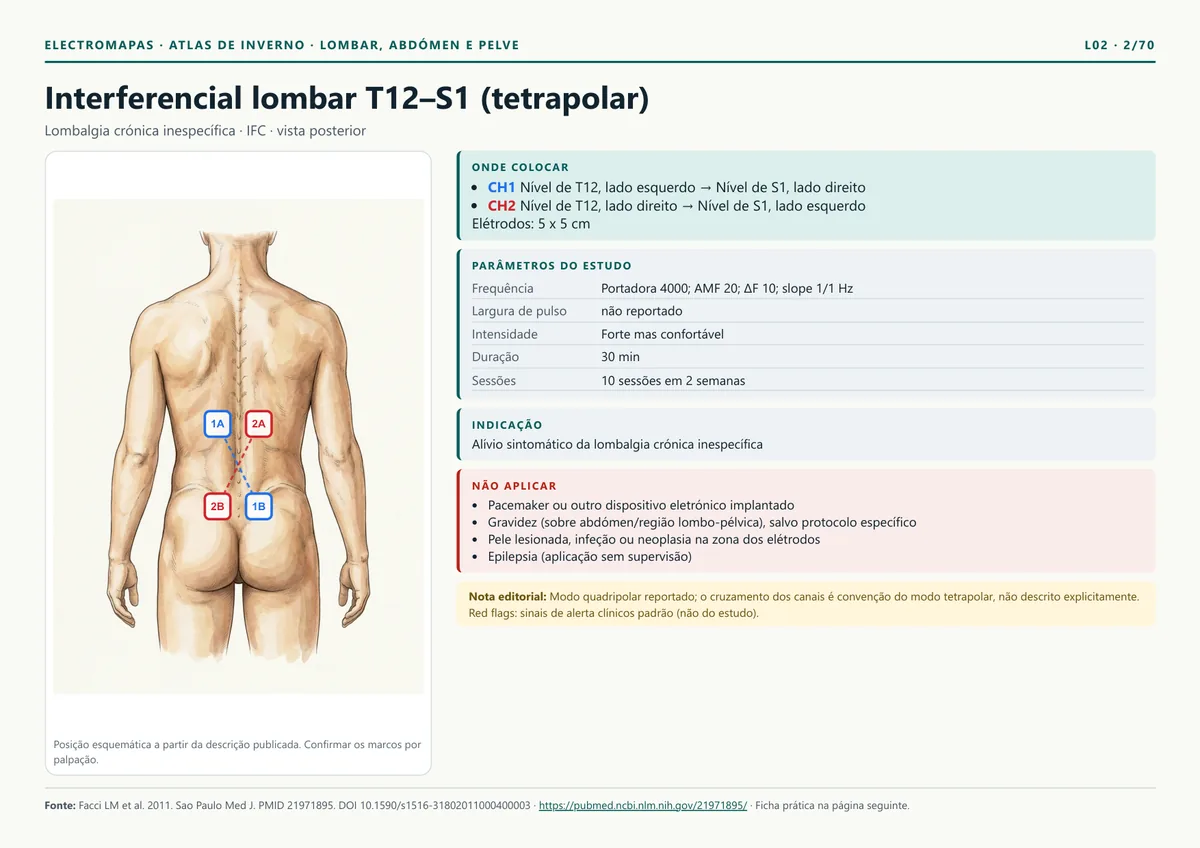 ELECTROMAPAS · ATLAS DE INVERNO · LOMBAR, ABDÓMEN E PELVE
L02 · 2/70
Interferencial lombar T12–S1 (tetrapolar)
Lombalgia crónica inespecífica · IFC · vista posterior
1A
2A
2B
1B
Posição esquemática a partir da descrição publicada. Confirmar os marcos por
palpação.
ONDE COLOCAR
• CH1 Nível de T12, lado esquerdo → Nível de S1, lado direito
• CH2 Nível de T12, lado direito → Nível de S1, lado esquerdo
Elétrodos: 5 x 5 cm
PARÂMETROS DO ESTUDO
Frequência Portadora 4000; AMF 20; ΔF 10; slope 1/1 Hz
Largura de pulso não reportado
Intensidade Forte mas confortável
Duração 30 min
Sessões 10 sessões em 2 semanas
INDICAÇÃO
Alívio sintomático da lombalgia crónica inespecífica
NÃO APLICAR
• Pacemaker ou outro dispositivo eletrónico implantado
• Gravidez (sobre abdómen/região lombo-pélvica), salvo protocolo específico
• Pele lesionada, infeção ou neoplasia na zona dos elétrodos
• Epilepsia (aplicação sem supervisão)
Nota editorial: Modo quadripolar reportado; o cruzamento dos canais é convenção do modo tetrapolar, não descrito explicitamente.
Red flags: sinais de alerta clínicos padrão (não do estudo).
Fonte: Facci LM et al. 2011. Sao Paulo Med J. PMID 21971895. DOI 10.1590/s1516-31802011000400003 · https://pubmed.ncbi.nlm.nih.gov/21971895/ · Ficha prática na página seguinte.